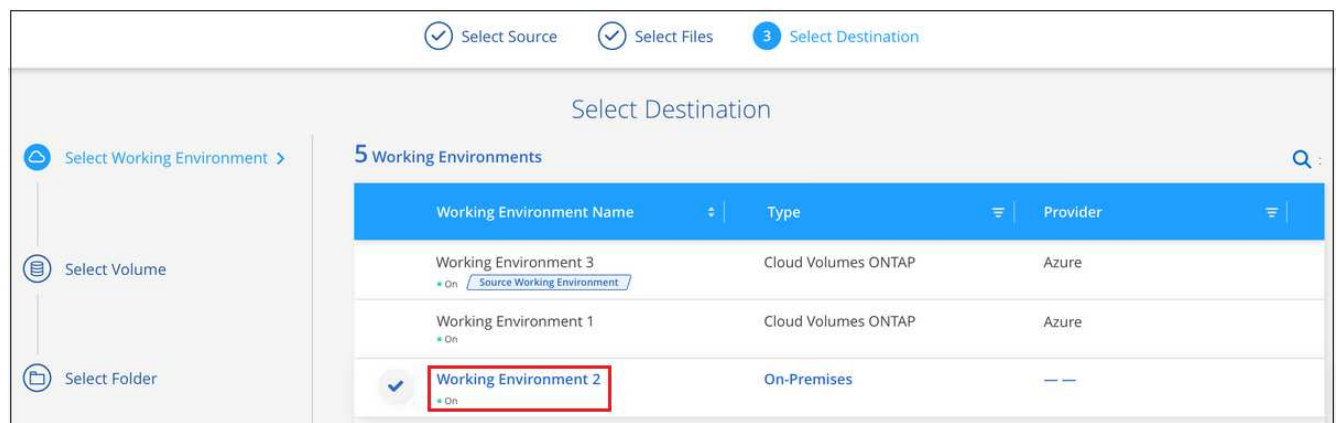 Select Source
Select Files
3 Select Destination
Select Destination
Select Working Environment
5 Working Environments
Working Environment Name Type Provider
Select Volume
Working Environment 3 Cloud Volumes ONTAP Azure
On Source Working Environment
Working Environment 1 Cloud Volumes ONTAP Azure
On
Select Folder
Working Environment 2 On-Premises — —
On